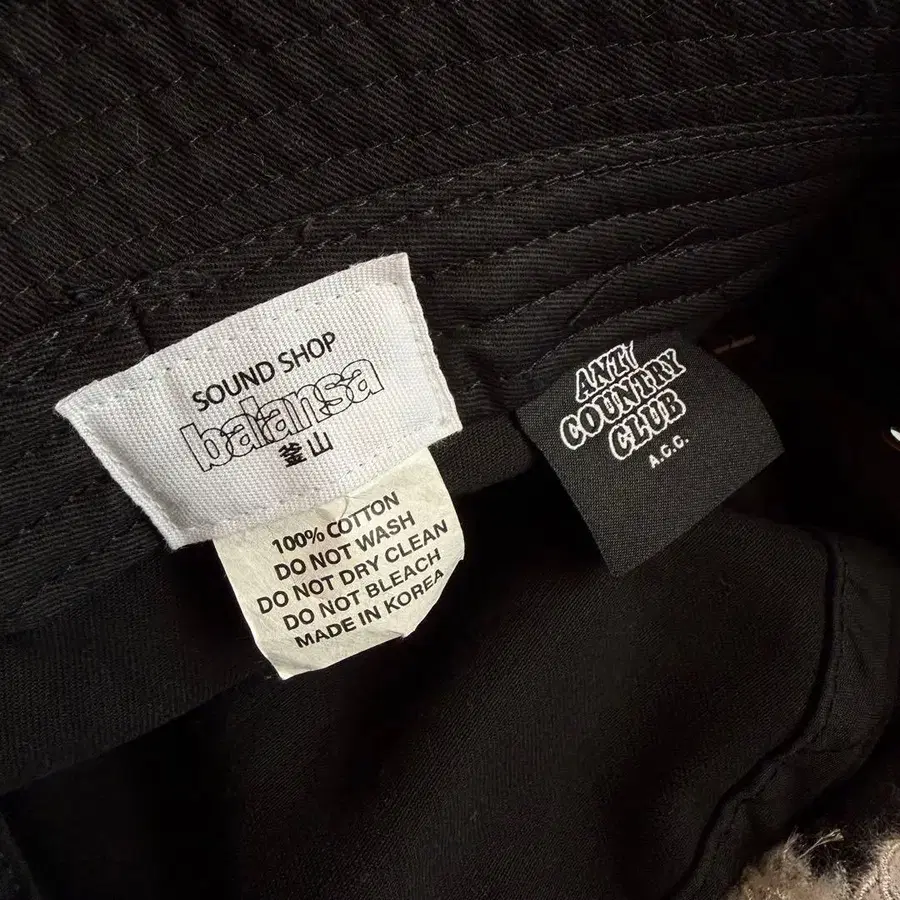 SOUND SHOP
balansa
釜山
100% COTTON
DO NOT WASH
DO NOT DRY CLEAN
DO NOT BLEACH
MADE IN KOREA
ANTY
COUNTRY
CLUB
A.C.C.